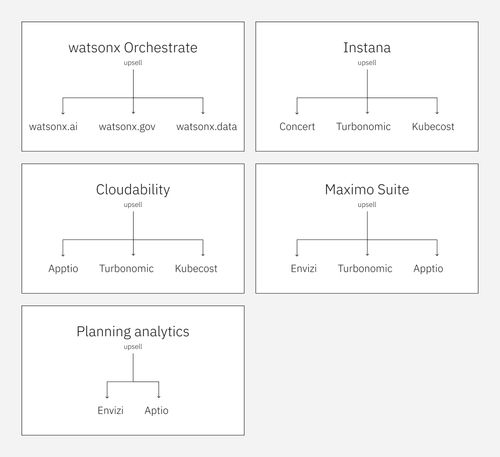 watsonx Orchestrate
upsell
watsonx.ai watsonx.gov watsonx.data
Instana
upsell
Concert Turbonomic Kubecost
Cloudability
upsell
Apptio Turbonomic Kubecost
Maximo Suite
upsell
Envizi Turbonomic Apptio
Planning analytics
upsell
Envizi Aptio